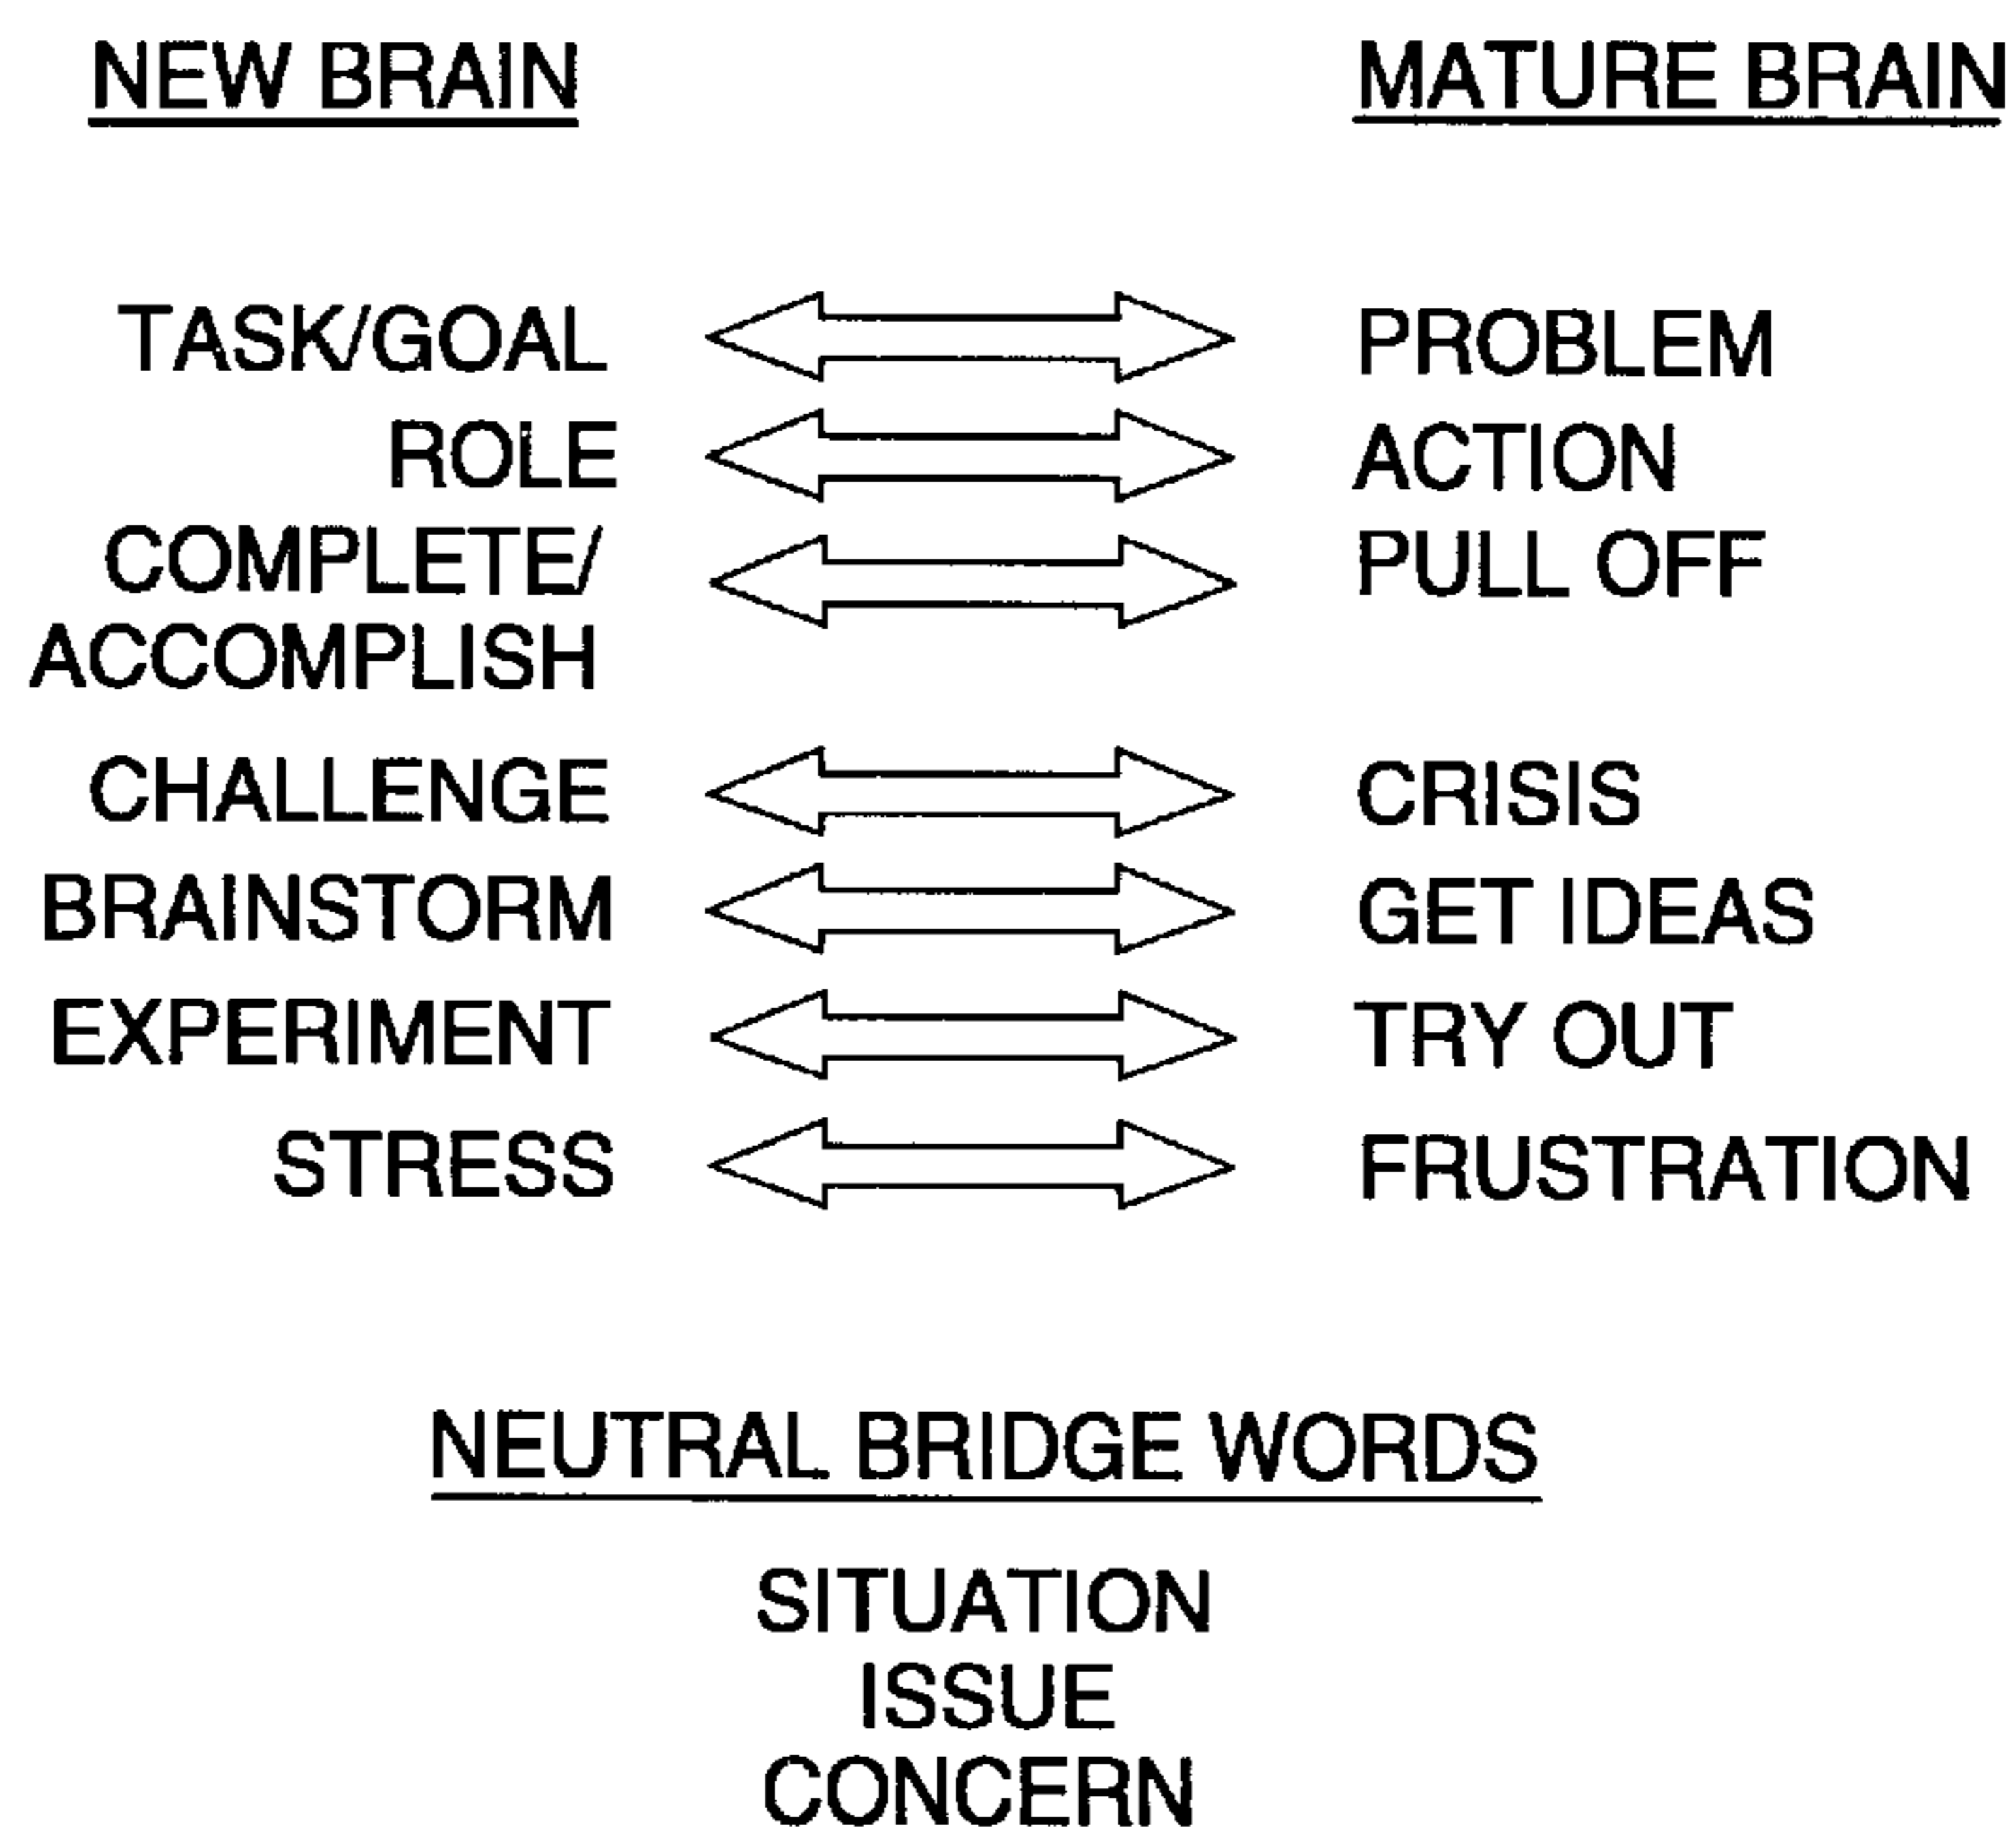 NEW BRAIN MATURE BRAIN
TASK/GOAL PROBLEM
ROLE ACTION
COMPLETE/ PULL OFF
ACCOMPLISH
CHALLENGE CRISIS
BRAINSTORM GET IDEAS
EXPERIMENT TRY OUT
STRESS FRUSTRATION
NEUTRAL BRIDGE WORDS
SITUATION
ISSUE
CONCERN